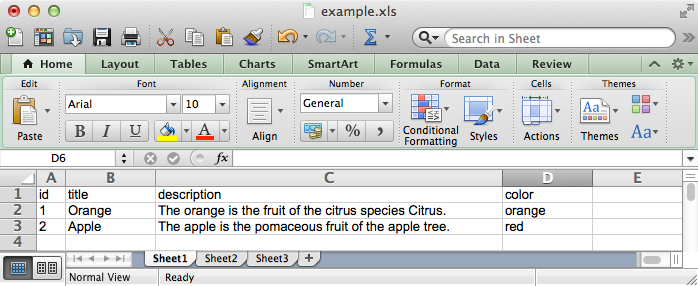 example.xls
Search in Sheet
Home Layout Tables Charts SmartArt Formulas Data Review
Edit Font Alignment Number Format Cells Themes
Arial 10 General
B I U A % ,
Paste Align Conditional Formatting Styles Actions Themes Aa
D6 fx
A B C D E
1 id title description color
2 1 Orange The orange is the fruit of the citrus species Citrus. orange
3 2 Apple The apple is the pomaceous fruit of the apple tree. red
4
Sheet1 Sheet2 Sheet3 +
Normal View Ready